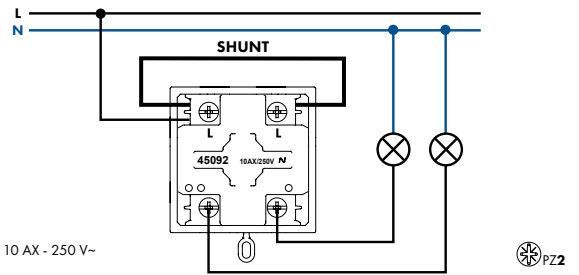 L
N
SHUNT
L L
45092 10AX/250V N
10 AX - 250 V~
PZ2